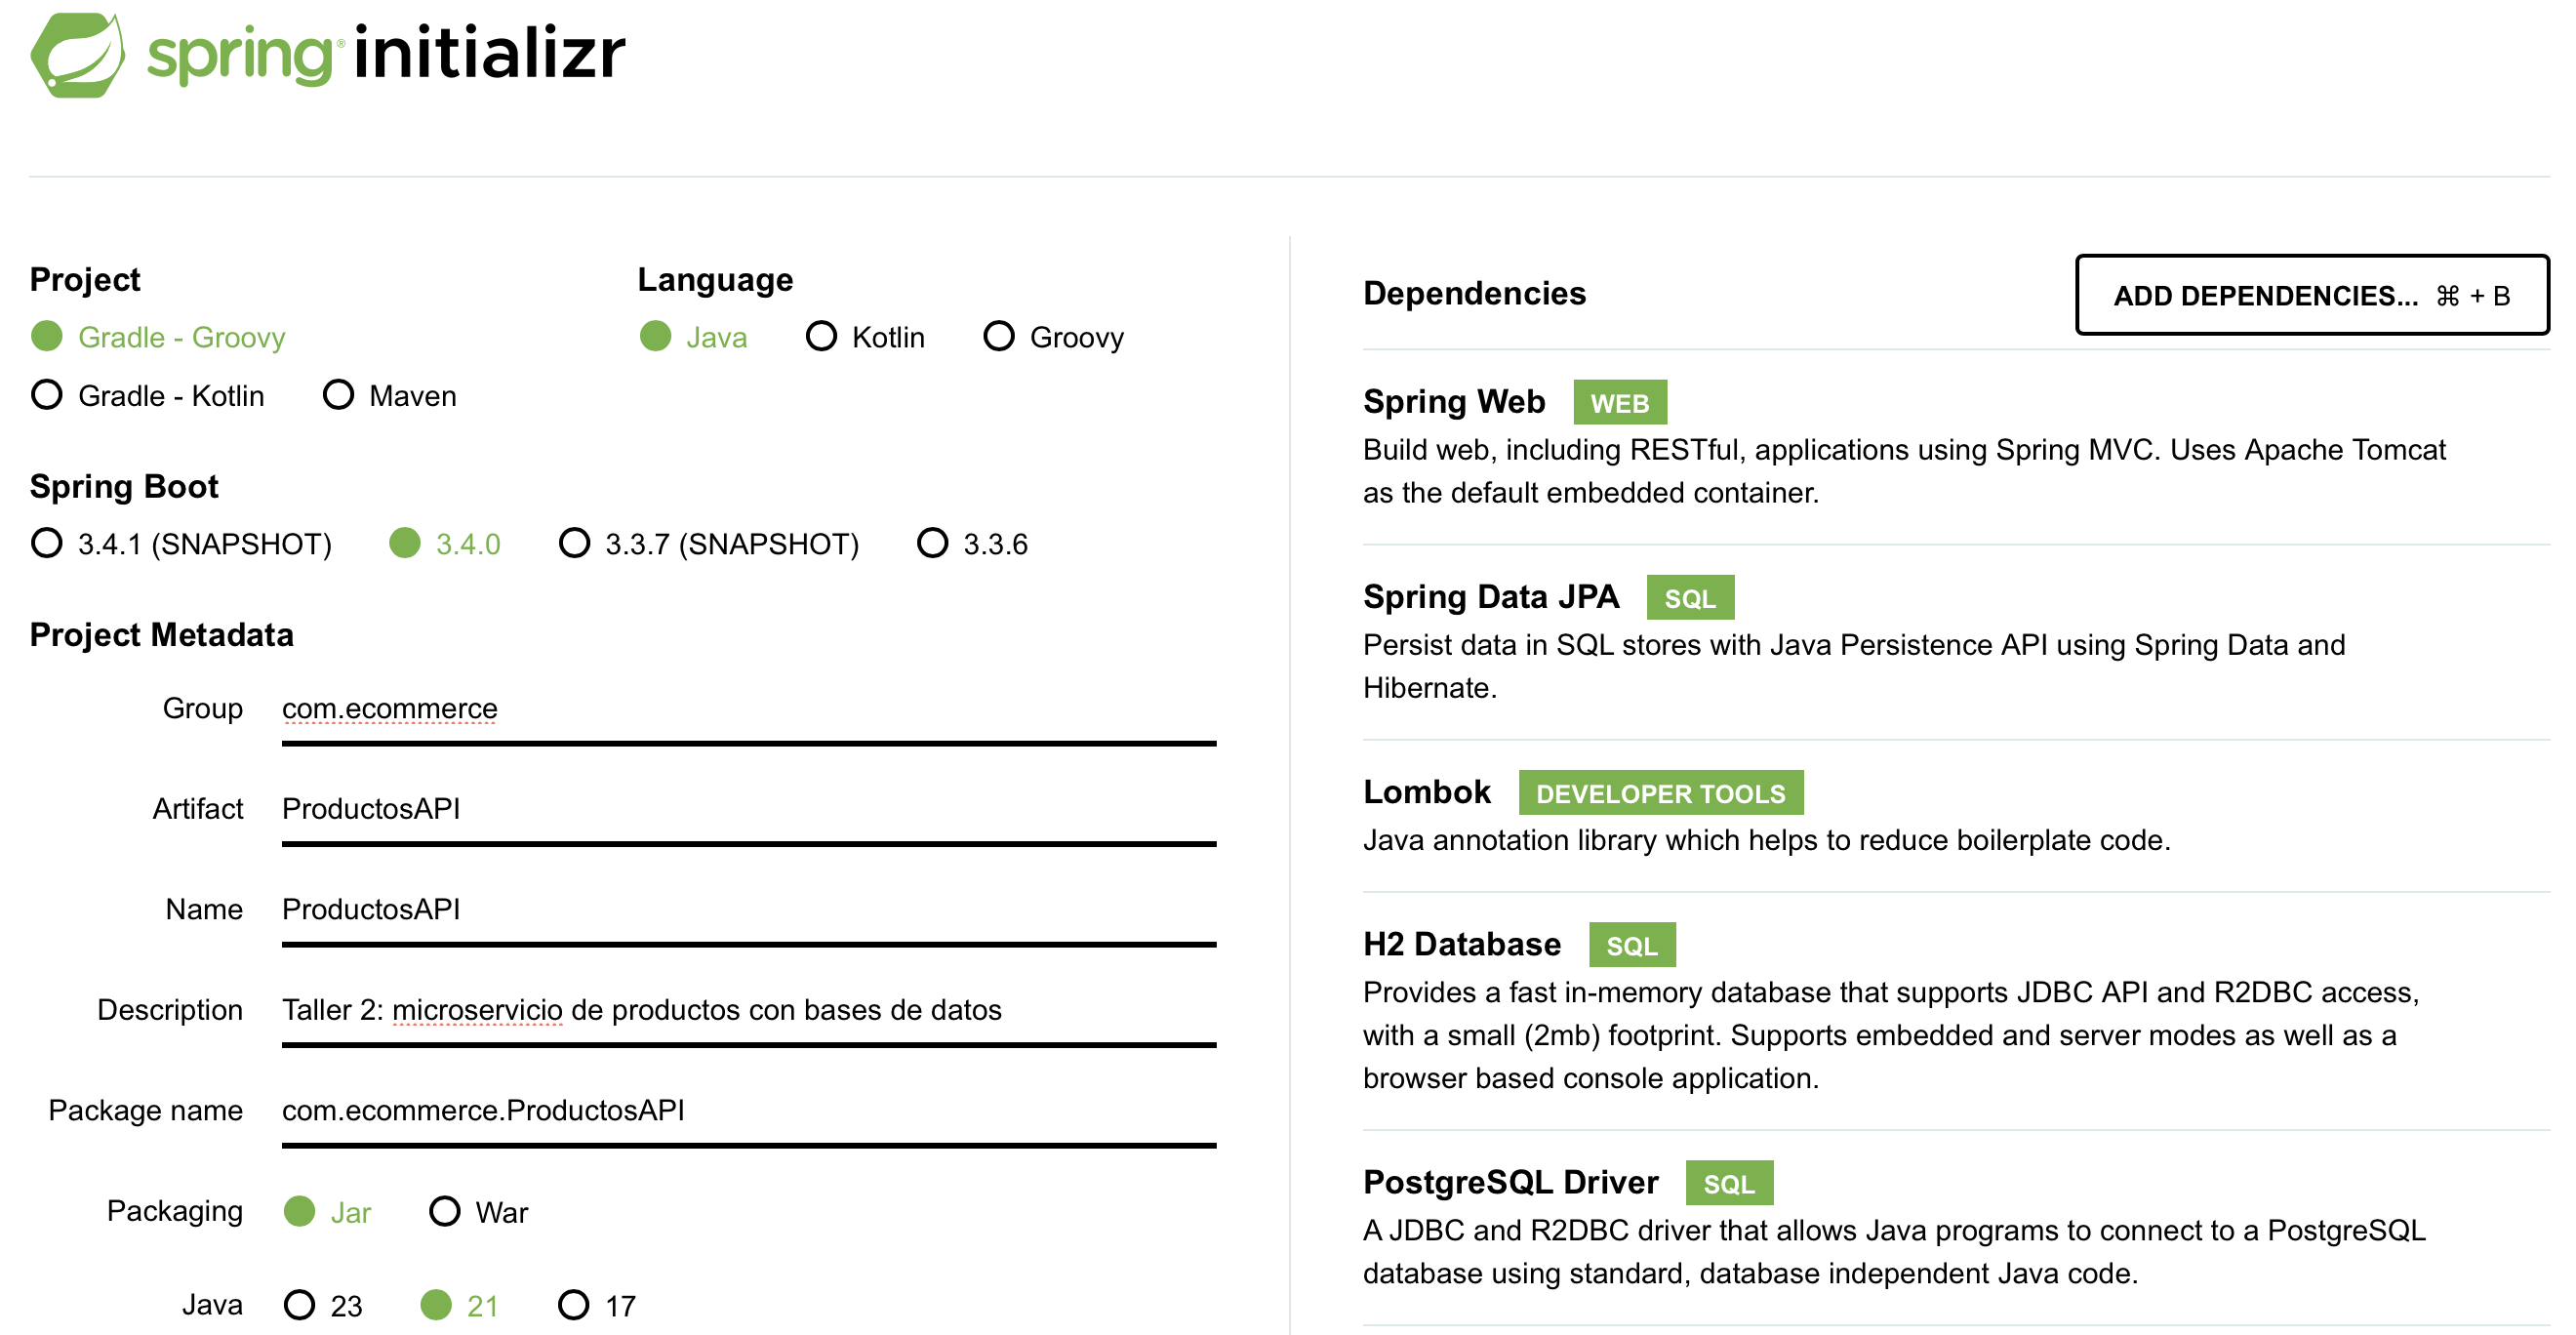 spring® initializr
Project
Gradle - Groovy
Gradle - Kotlin Maven
Language
Java Kotlin Groovy
Spring Boot
3.4.1 (SNAPSHOT) 3.4.0 3.3.7 (SNAPSHOT) 3.3.6
Project Metadata
Group com.ecommerce
Artifact ProductosAPI
Name ProductosAPI
Description Taller 2: microservicio de productos con bases de datos
Package name com.ecommerce.ProductosAPI
Packaging Jar War
Java 23 21 17
Dependencies ADD DEPENDENCIES... ⌘ + B
Spring Web WEB
Build web, including RESTful, applications using Spring MVC. Uses Apache Tomcat
as the default embedded container.
Spring Data JPA SQL
Persist data in SQL stores with Java Persistence API using Spring Data and
Hibernate.
Lombok DEVELOPER TOOLS
Java annotation library which helps to reduce boilerplate code.
H2 Database SQL
Provides a fast in-memory database that supports JDBC API and R2DBC access,
with a small (2mb) footprint. Supports embedded and server modes as well as a
browser based console application.
PostgreSQL Driver SQL
A JDBC and R2DBC driver that allows Java programs to connect to a PostgreSQL
database using standard, database independent Java code.